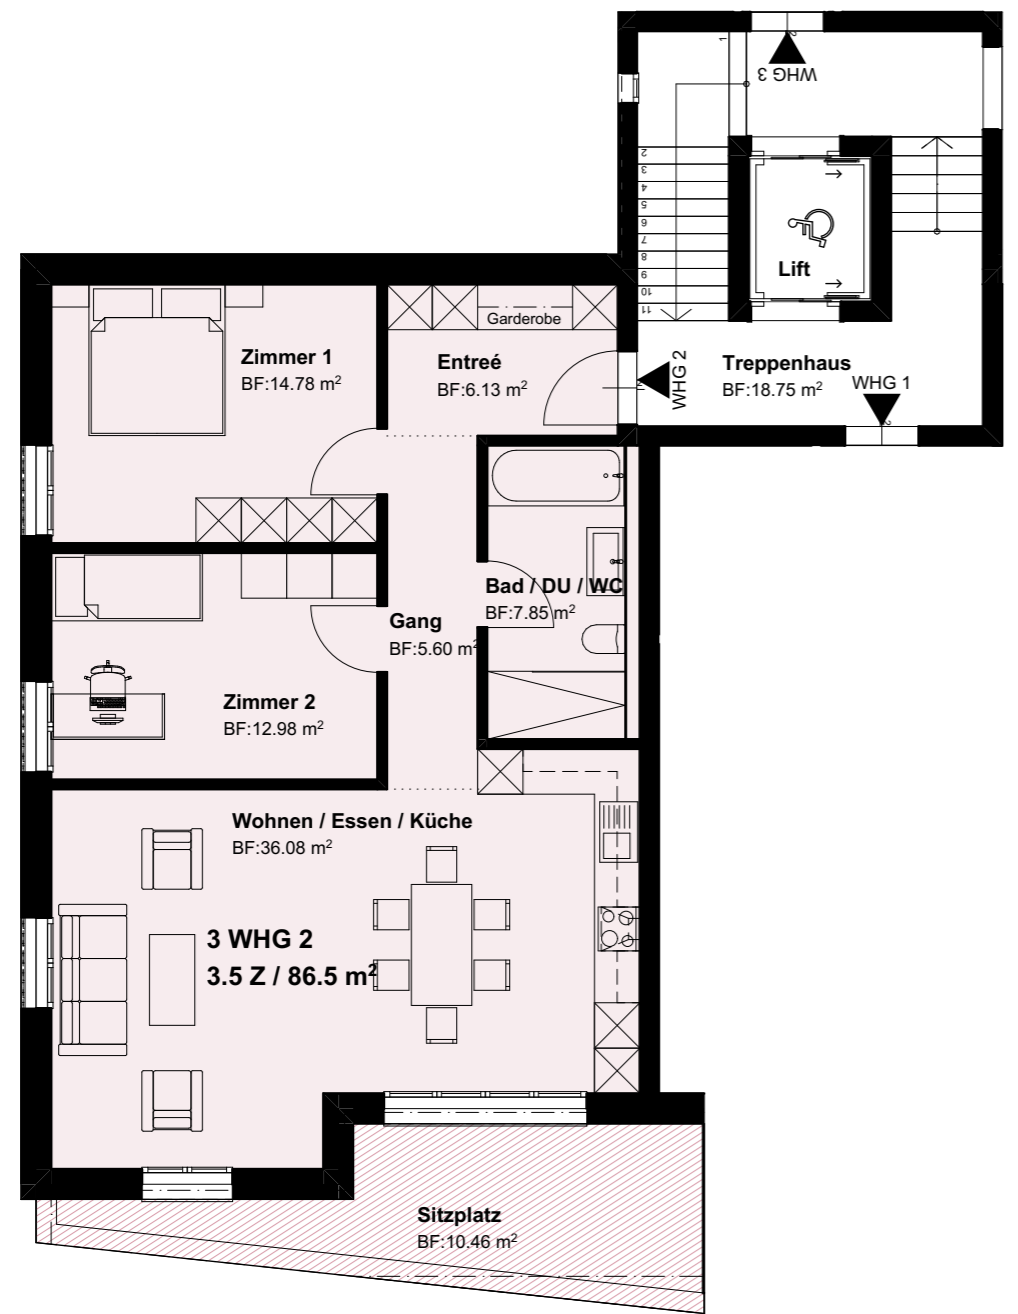 1
2
WHG 3
2
3
4
5
6
7
8
9
10
11
Lift
Garderobe
Zimmer 1
BF:14.78 m²
Entreé
BF:6.13 m²
2
WHG 2
Treppenhaus
BF:18.75 m²
WHG 1
2
Bad / DU / WC
BF:7.85 m²
Gang
BF:5.60 m²
Zimmer 2
BF:12.98 m²
Wohnen / Essen / Küche
BF:36.08 m²
3 WHG 2
3.5 Z / 86.5 m²
Sitzplatz
BF:10.46 m²